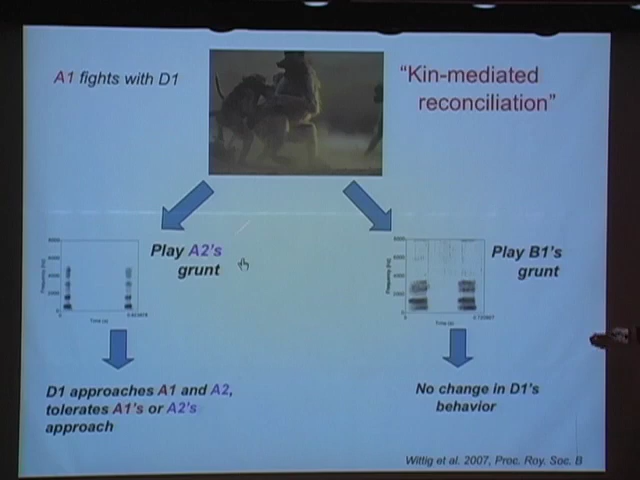 A1 fights with D1
“Kin-mediated
reconciliation”
Play A2's
grunt
Play B1's
grunt
D1 approaches A1 and A2,
tolerates A1's or A2's
approach
No change in D1's
behavior
Wittig et al. 2007, Proc. Roy. Soc. B